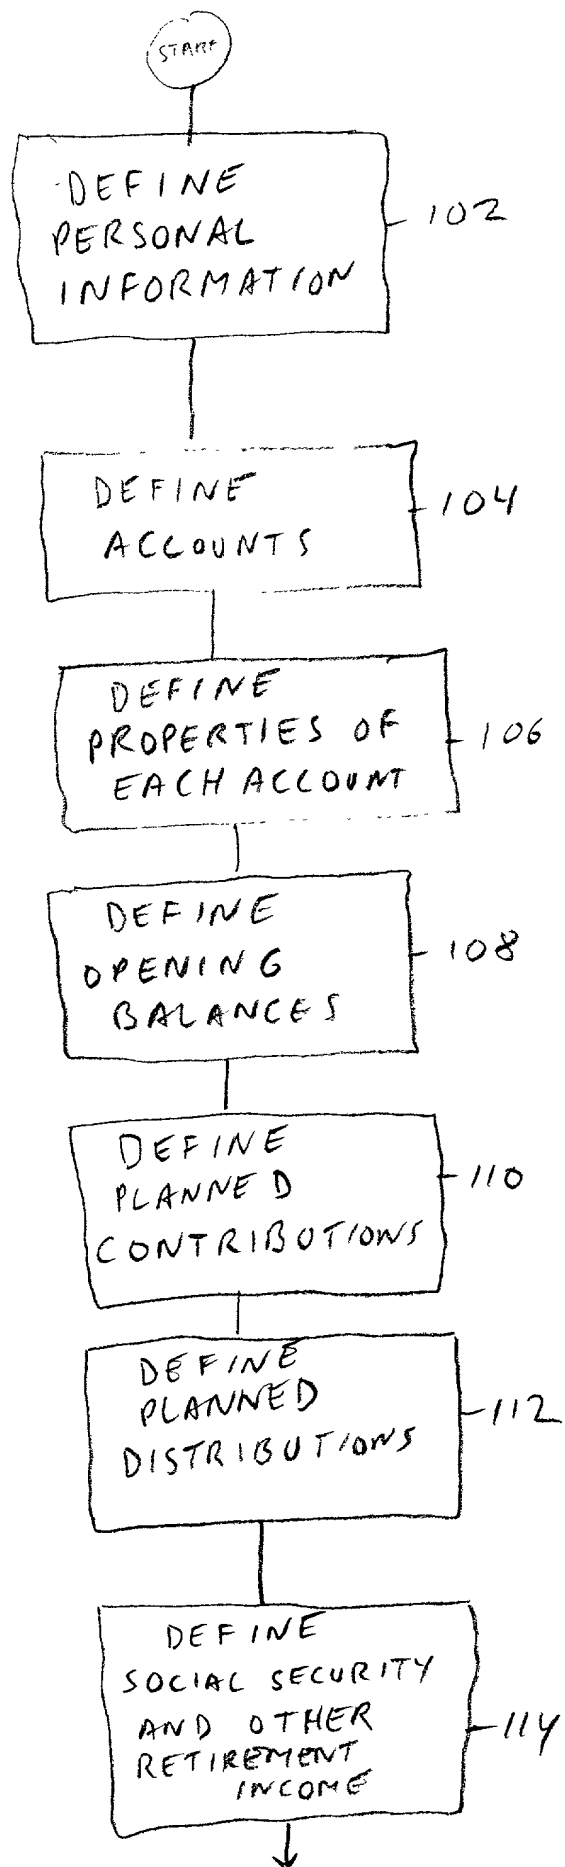 START
DEFINE
PERSONAL
INFORMATION
102
DEFINE
ACCOUNTS
104
DEFINE
PROPERTIES OF
EACH ACCOUNT
106
DEFINE
OPENING
BALANCES
108
DEFINE
PLANNED
CONTRIBUTIONS
110
DEFINE
PLANNED
DISTRIBUTIONS
112
DEFINE
SOCIAL SECURITY
AND OTHER
RETIREMENT
INCOME
114